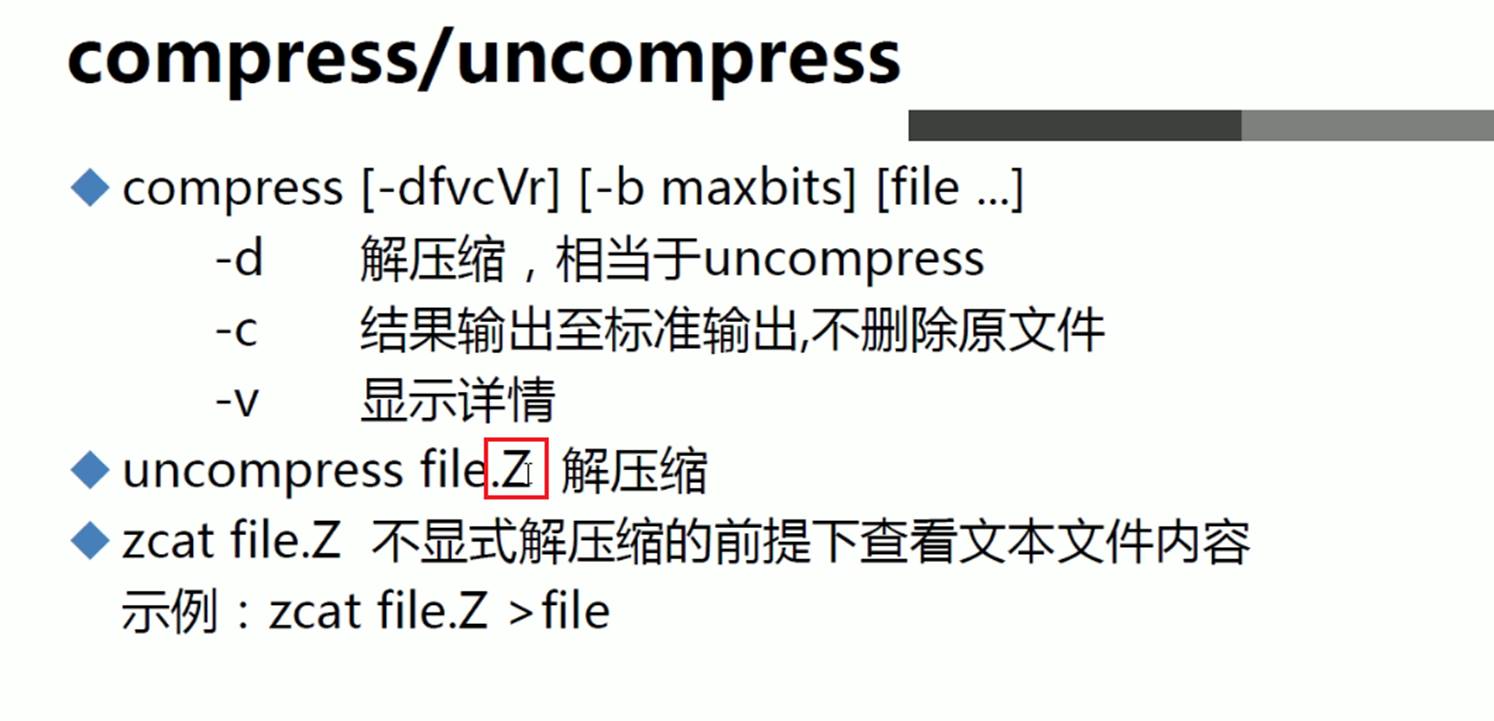 compress/uncompress
compress [-dfvcVr] [-b maxbits] [file ...]
-d 解压缩，相当于uncompress
-c 结果输出至标准输出,不删除原文件
-v 显示详情
uncompress file.Z 解压缩
zcat file.Z 不显式解压缩的前提下查看文本文件内容
示例：zcat file.Z >file